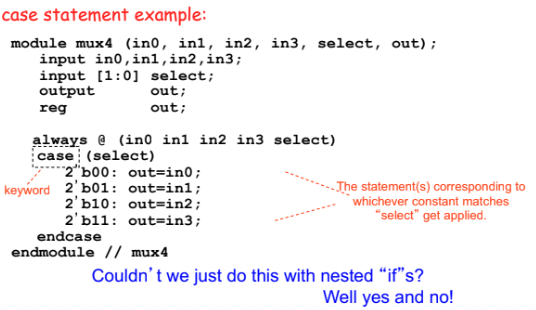 case statement example:
module mux4 (in0, in1, in2, in3, select, out);
input in0,in1,in2,in3;
input [1:0] select;
output out;
reg out;
always @ (in0 in1 in2 in3 select)
case (select)
2’b00: out=in0;
keyword 2’b01: out=in1;
2’b10: out=in2;
2’b11: out=in3;
The statement(s) corresponding to
whichever constant matches
“select” get applied.
endcase
endmodule // mux4
Couldn’t we just do this with nested “if”s?
Well yes and no!